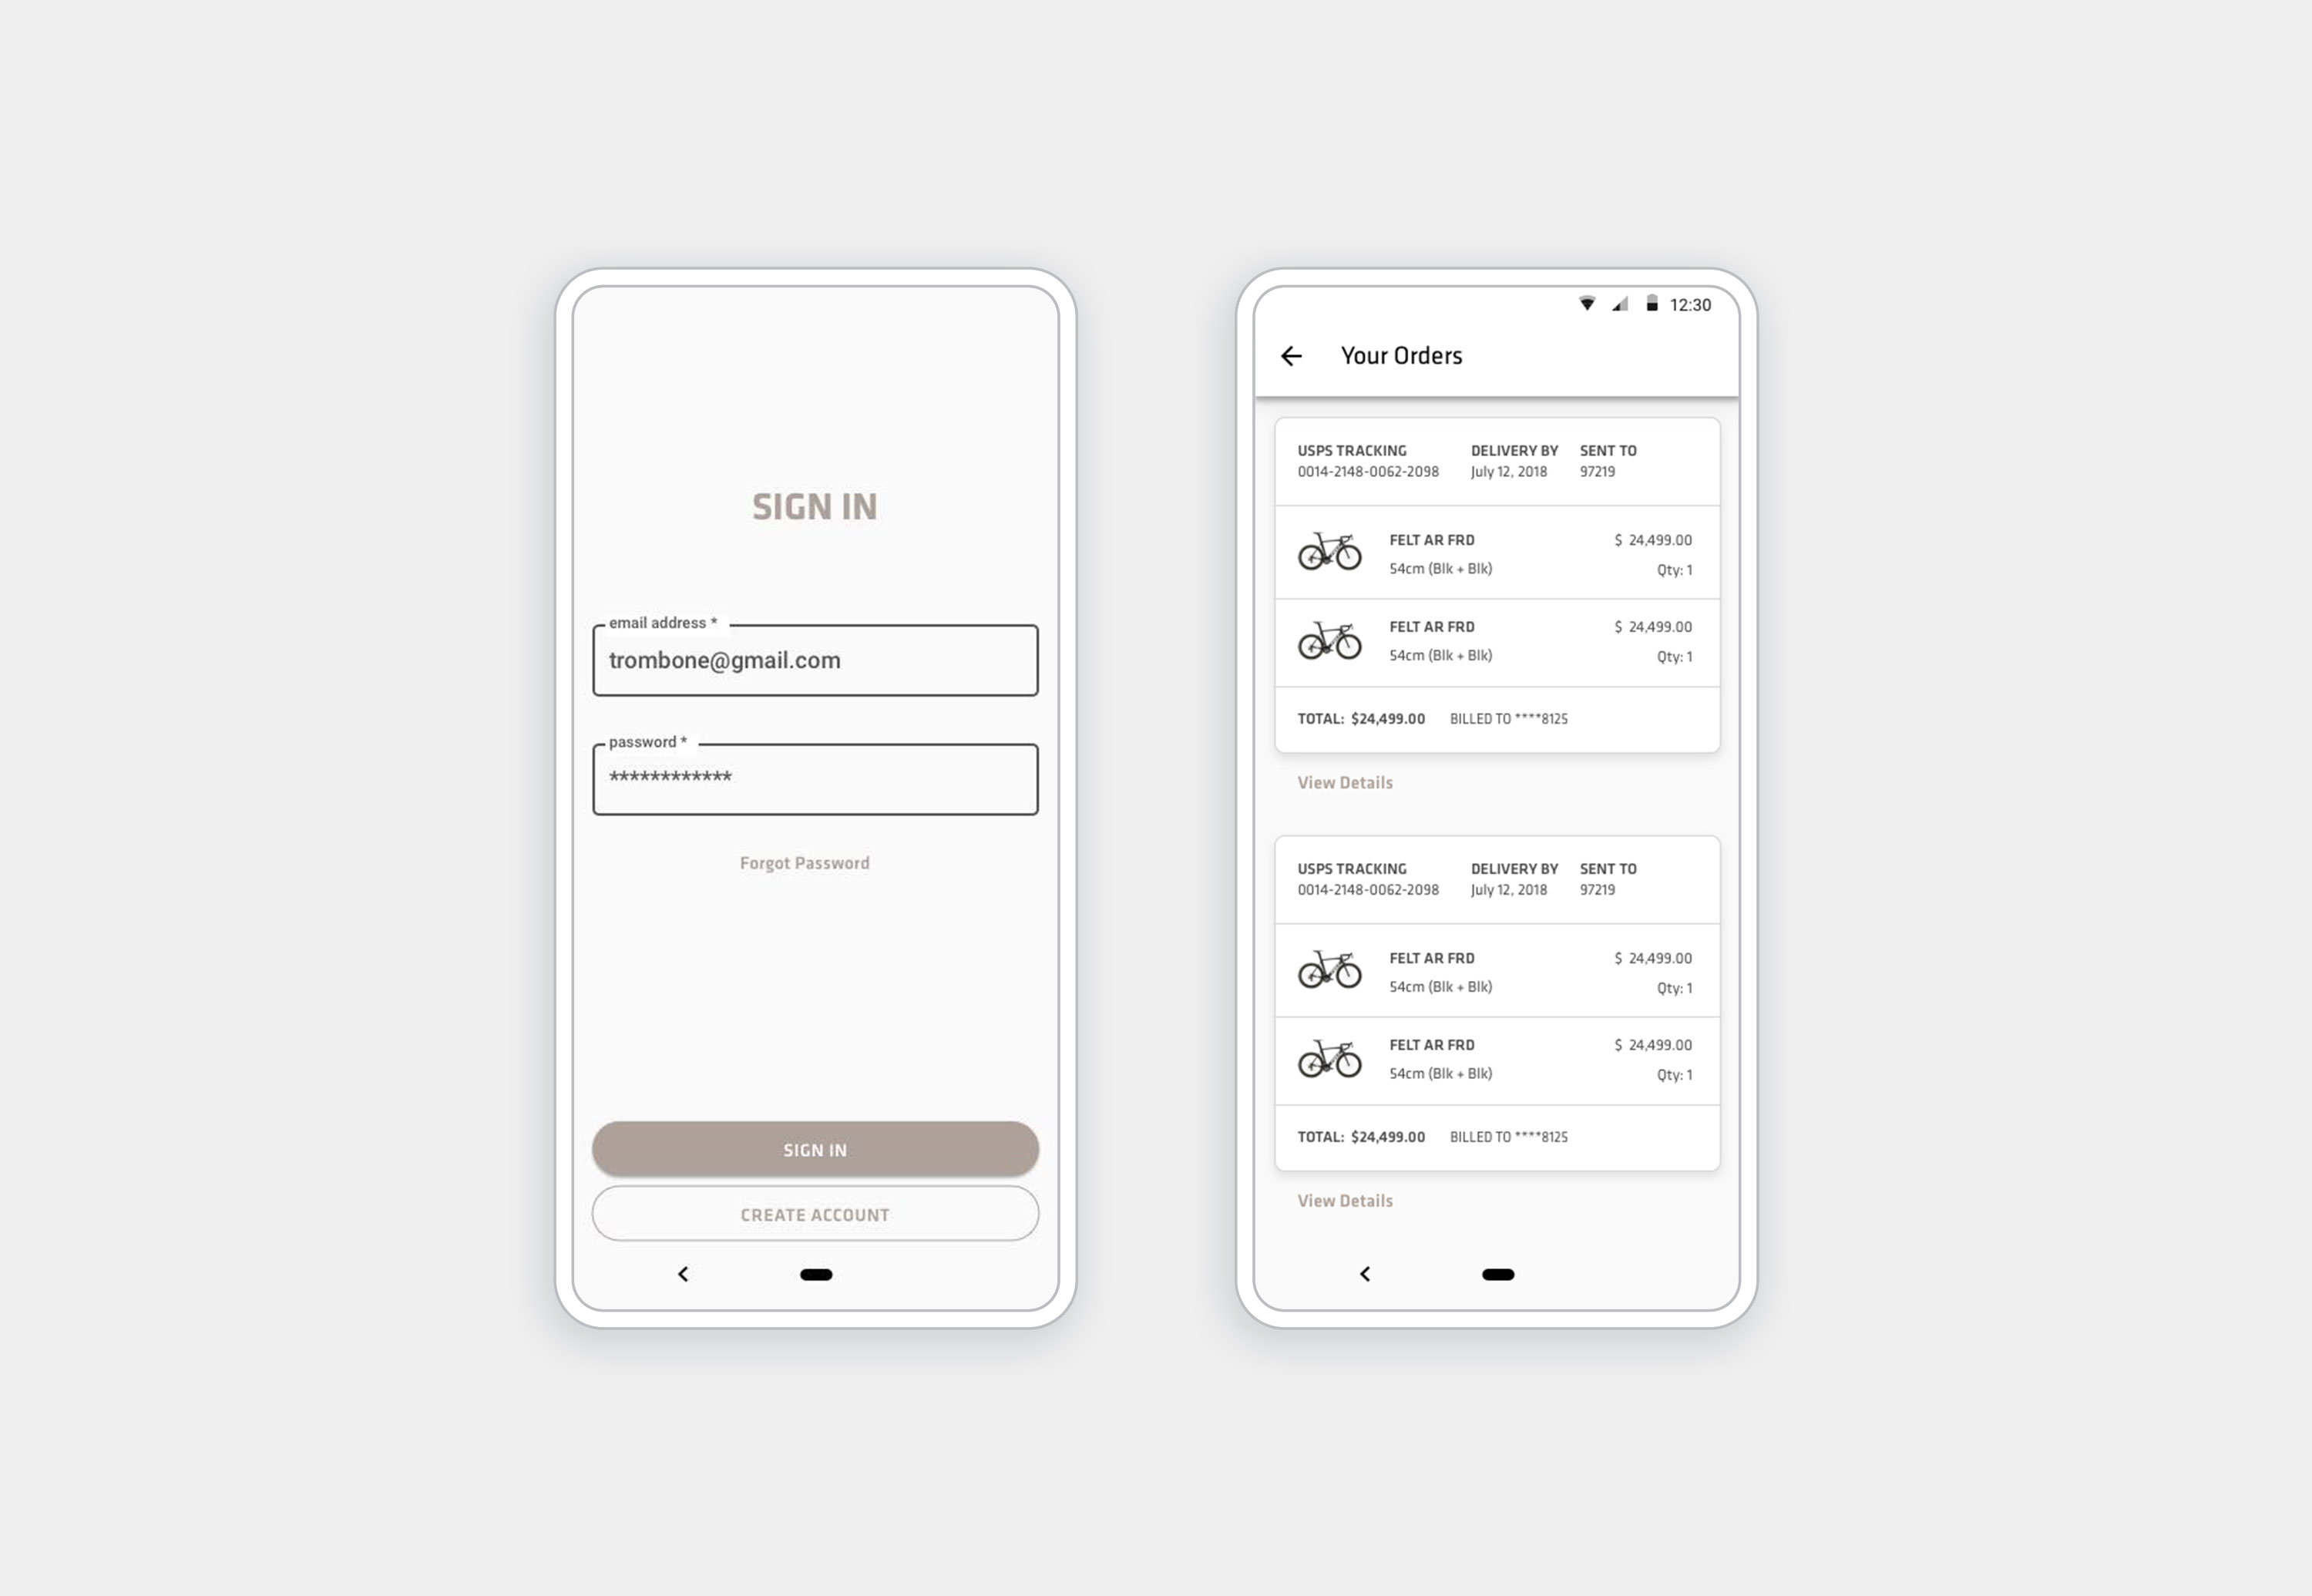 SIGN IN
email address *
trombone@gmail.com
password *
************
Forgot Password
SIGN IN
CREATE ACCOUNT
12:30
Your Orders
USPS TRACKING DELIVERY BY SENT TO
0014-2148-0062-2098 July 12, 2018 97219
FELT AR FRD $ 24,499.00
54cm (Blk + Blk) Qty: 1
FELT AR FRD $ 24,499.00
54cm (Blk + Blk) Qty: 1
TOTAL: $24,499.00 BILLED TO ****8125
View Details
USPS TRACKING DELIVERY BY SENT TO
0014-2148-0062-2098 July 12, 2018 97219
FELT AR FRD $ 24,499.00
54cm (Blk + Blk) Qty: 1
FELT AR FRD $ 24,499.00
54cm (Blk + Blk) Qty: 1
TOTAL: $24,499.00 BILLED TO ****8125
View Details